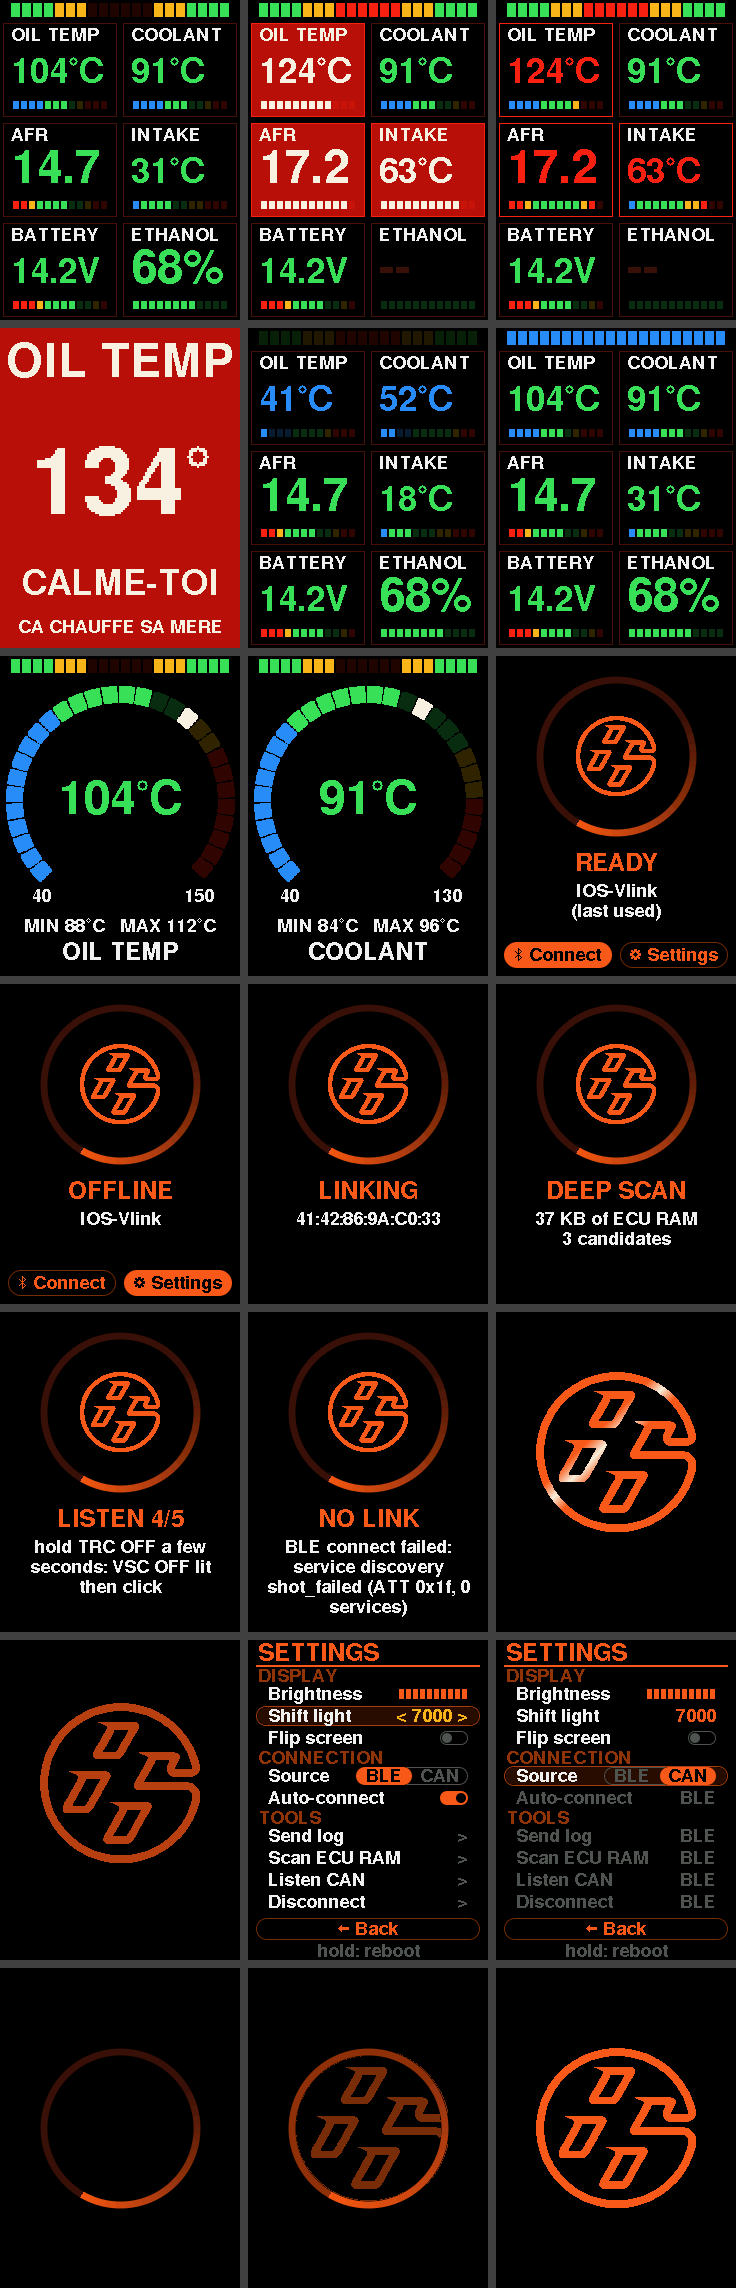 OIL TEMP
COOLANT
104°C
91°C
AFR
INTAKE
14.7
31°C
BATTERY
ETHANOL
14.2V
68%
OIL TEMP
COOLANT
124°C
91°C
AFR
INTAKE
17.2
63°C
BATTERY
ETHANOL
14.2V
--
OIL TEMP
COOLANT
124°C
91°C
AFR
INTAKE
17.2
63°C
BATTERY
ETHANOL
14.2V
--
OIL TEMP
134°
CALME-TOI
CA CHAUFFE SA MERE
OIL TEMP
COOLANT
41°C
52°C
AFR
INTAKE
14.7
18°C
BATTERY
ETHANOL
14.2V
68%
OIL TEMP
COOLANT
104°C
91°C
AFR
INTAKE
14.7
31°C
BATTERY
ETHANOL
14.2V
68%
104°C
40
150
MIN 88°C MAX 112°C
OIL TEMP
91°C
40
130
MIN 84°C MAX 96°C
COOLANT
READY
IOS-Vlink
(last used)
Connect
Settings
OFFLINE
IOS-Vlink
Connect
Settings
LINKING
41:42:86:9A:C0:33
DEEP SCAN
37 KB of ECU RAM
3 candidates
LISTEN 4/5
hold TRC OFF a few
seconds: VSC OFF lit
then click
NO LINK
BLE connect failed:
service discovery
shot_failed (ATT 0x1f, 0
services)
SETTINGS
DISPLAY
Brightness
Shift light < 7000 >
Flip screen
CONNECTION
Source BLE CAN
Auto-connect
TOOLS
Send log >
Scan ECU RAM >
Listen CAN >
Disconnect >
← Back
hold: reboot
SETTINGS
DISPLAY
Brightness
Shift light 7000
Flip screen
CONNECTION
Source BLE CAN
Auto-connect BLE
TOOLS
Send log BLE
Scan ECU RAM BLE
Listen CAN BLE
Disconnect BLE
← Back
hold: reboot